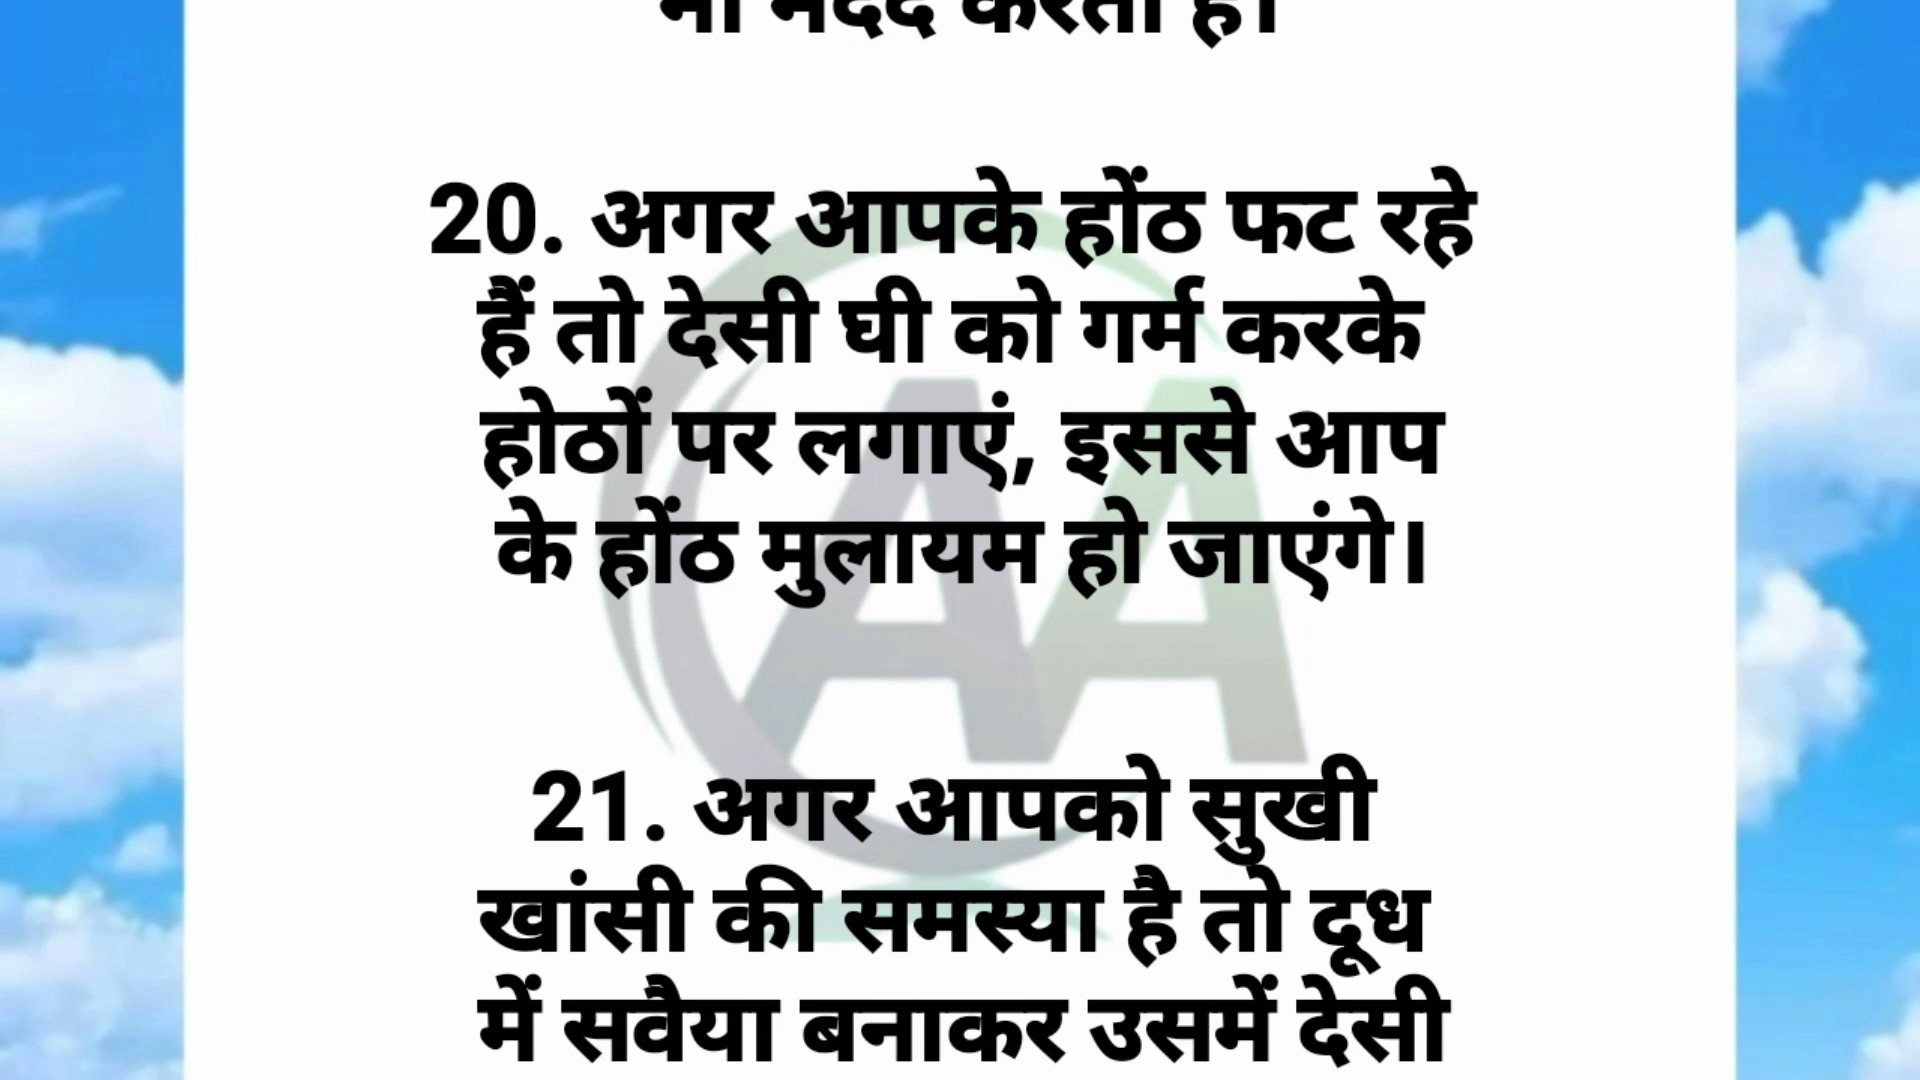 मदद करता है।
20. अगर आपके होंठ फट रहे
हैं तो देसी घी को गर्म करके
होठों पर लगाएं, इससे आप
के होंठ मुलायम हो जाएंगे।
AA
21. अगर आपको सुखी
खांसी की समस्या है तो दूध
में सवैया बनाकर उसमें देसी